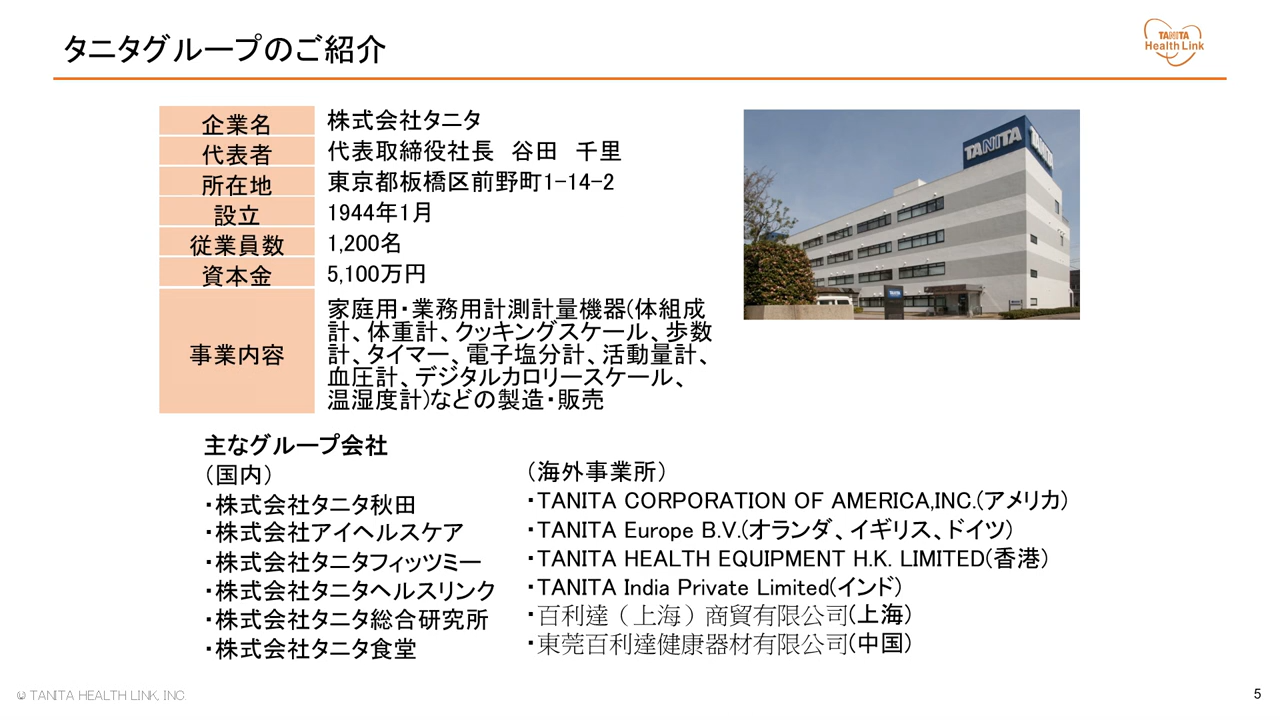 タニタグループのご紹介
TANITA
Health Link
企業名 株式会社タニタ
代表者 代表取締役社長 谷田 千里
所在地 東京都板橋区前野町1-14-2
設立 1944年1月
従業員数 1,200名
資本金 5,100万円
事業内容
家庭用・業務用計測計量機器(体組成
計、体重計、クッキングスケール、歩数
計、タイマー、電子塩分計、活動量計、
血圧計、デジタルカロリースケール、
温湿度計)などの製造・販売
TANITA
TANITA
主なグループ会社
(国内)
・株式会社タニタ秋田
・株式会社アイヘルスケア
・株式会社タニタフィッツミー
・株式会社タニタヘルスリンク
・株式会社タニタ総合研究所
・株式会社タニタ食堂
(海外事業所)
・TANITA CORPORATION OF AMERICA,INC.(アメリカ)
・TANITA Europe B.V.(オランダ、イギリス、ドイツ)
・TANITA HEALTH EQUIPMENT H.K. LIMITED(香港)
・TANITA India Private Limited(インド)
・百利達（上海）商貿有限公司(上海)
・東莞百利達健康器材有限公司(中国)
© TANITA HEALTH LINK, INC.
5